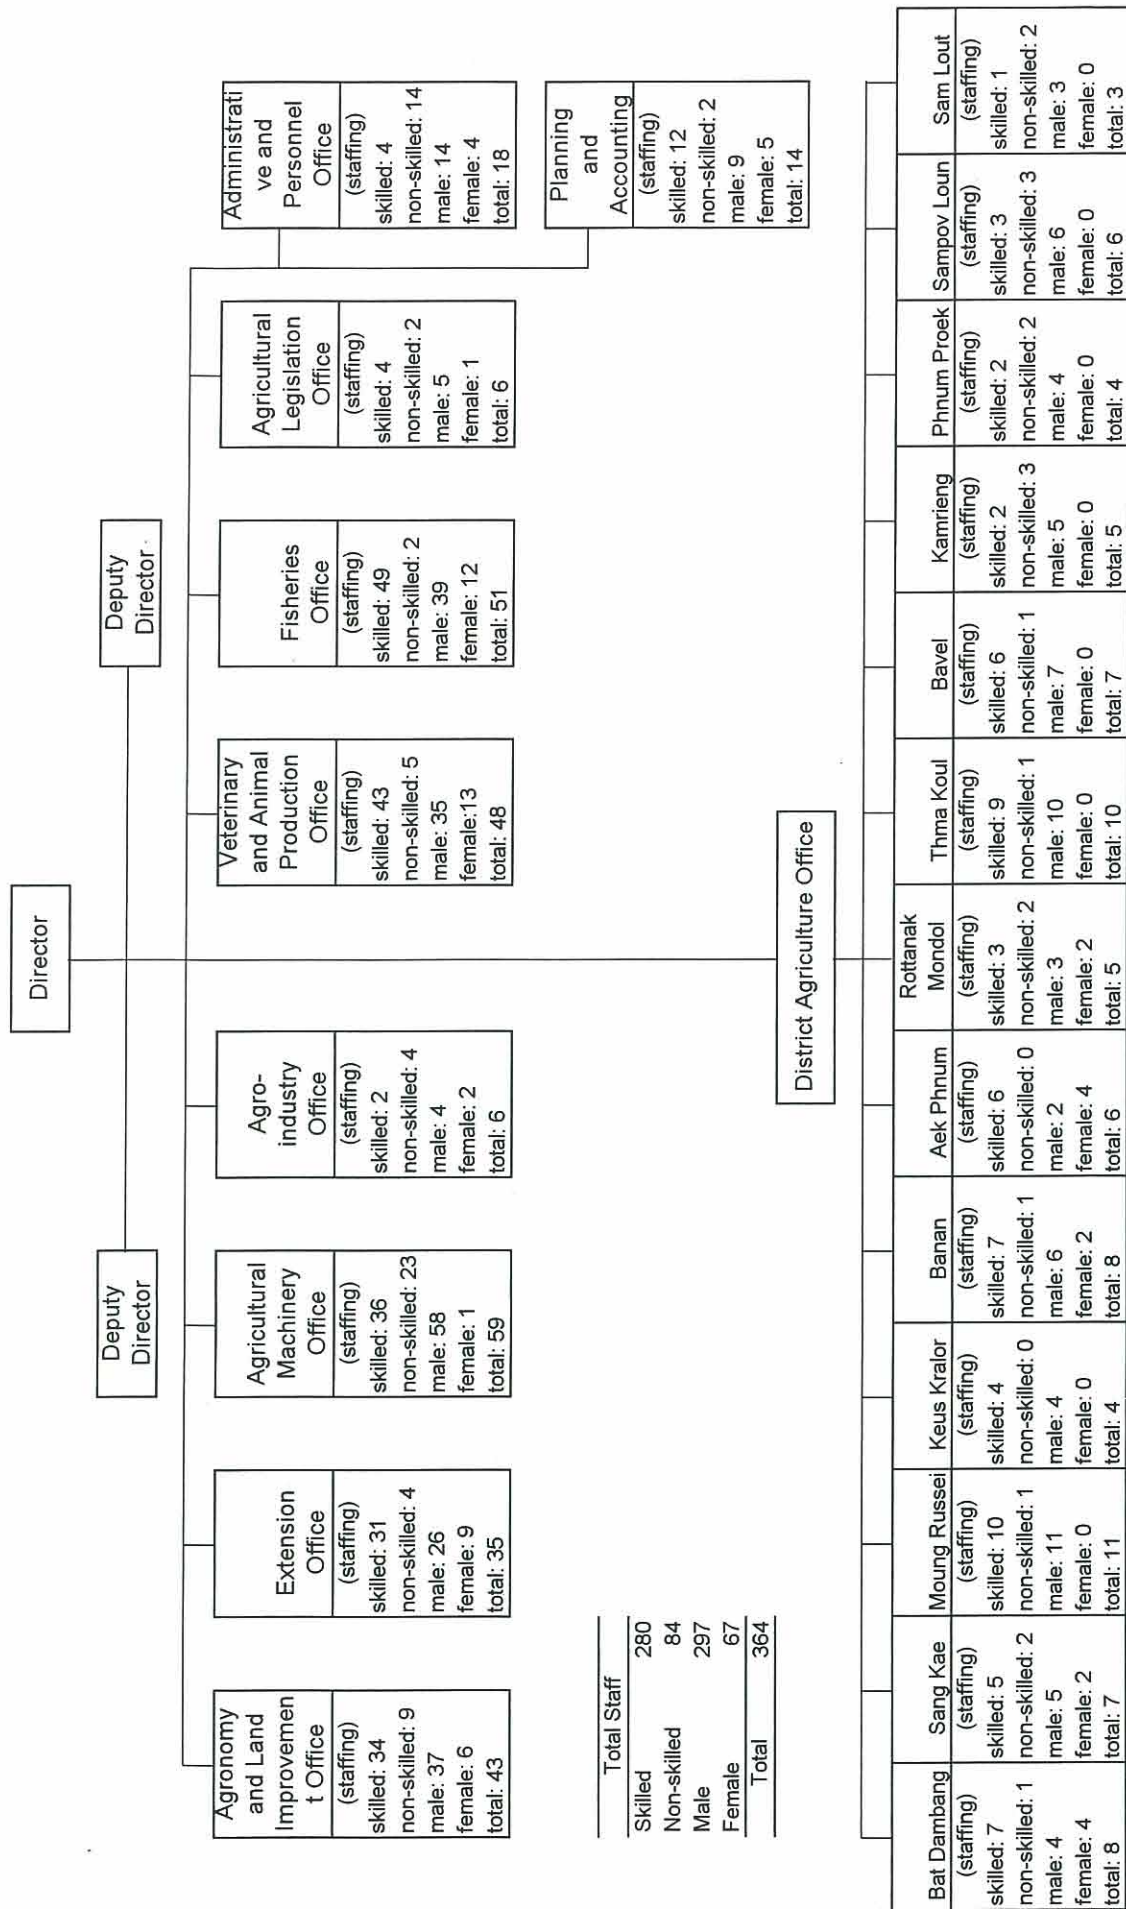 Director
Deputy
Director
Deputy
Director
Agronomy
and Land
Improvemen
t Office
(staffing)
skilled: 34
non-skilled: 9
male: 37
female: 6
total: 43
Extension
Office
(staffing)
skilled: 31
non-skilled: 4
male: 26
female: 9
total: 35
Agricultural
Machinery
Office
(staffing)
skilled: 36
non-skilled: 23
male: 58
female: 1
total: 59
Agro-
industry
Office
(staffing)
skilled: 2
non-skilled: 4
male: 4
female: 2
total: 6
Veterinary
and Animal
Production
Office
(staffing)
skilled: 43
non-skilled: 5
male: 35
female:13
total: 48
Fisheries
Office
(staffing)
skilled: 49
non-skilled: 2
male: 39
female: 12
total: 51
Agricultural
Legislation
Office
(staffing)
skilled: 4
non-skilled: 2
male: 5
female: 1
total: 6
Administrati
ve and
Personnel
Office
(staffing)
skilled: 4
non-skilled: 14
male: 14
female: 4
total: 18
Planning
and
Accounting
(staffing)
skilled: 12
non-skilled: 2
male: 9
female: 5
total: 14
Total Staff
Skilled 280
Non-skilled 84
Male 297
Female 67
Total 364
District Agriculture Office
Bat Dambang
(staffing)
skilled: 7
non-skilled: 1
male: 4
female: 4
total: 8
Sang Kae
(staffing)
skilled: 5
non-skilled: 2
male: 5
female: 2
total: 7
Moung Russei
(staffing)
skilled: 10
non-skilled: 1
male: 11
female: 0
total: 11
Keus Kralor
(staffing)
skilled: 4
non-skilled: 0
male: 4
female: 0
total: 4
Banan
(staffing)
skilled: 7
non-skilled: 1
male: 6
female: 2
total: 8
Aek Phnum
(staffing)
skilled: 6
non-skilled: 0
male: 2
female: 4
total: 6
Rottanak
Mondol
(staffing)
skilled: 3
non-skilled: 2
male: 3
female: 2
total: 5
Thma Koul
(staffing)
skilled: 9
non-skilled: 1
male: 10
female: 0
total: 10
Bavel
(staffing)
skilled: 6
non-skilled: 1
male: 7
female: 0
total: 7
Kamrieng
(staffing)
skilled: 2
non-skilled: 3
male: 5
female: 0
total: 5
Phnum Proek
(staffing)
skilled: 2
non-skilled: 2
male: 4
female: 0
total: 4
Sampov Loun
(staffing)
skilled: 3
non-skilled: 3
male: 6
female: 0
total: 6
Sam Lout
(staffing)
skilled: 1
non-skilled: 2
male: 3
female: 0
total: 3